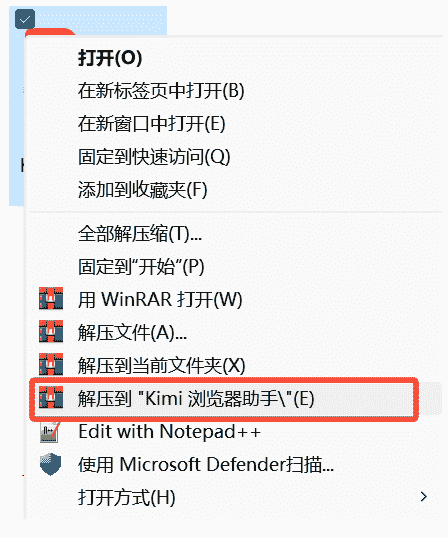 打开(O)
在新标签页中打开(B)
在新窗口中打开(E)
固定到快速访问(Q)
添加到收藏夹(F)
全部解压缩(T)...
固定到“开始”(P)
用 WinRAR 打开(W)
解压文件(A)...
解压到当前文件夹(X)
解压到 "Kimi 浏览器助手\"(E)
Edit with Notepad++
使用 Microsoft Defender扫描...
打开方式(H)